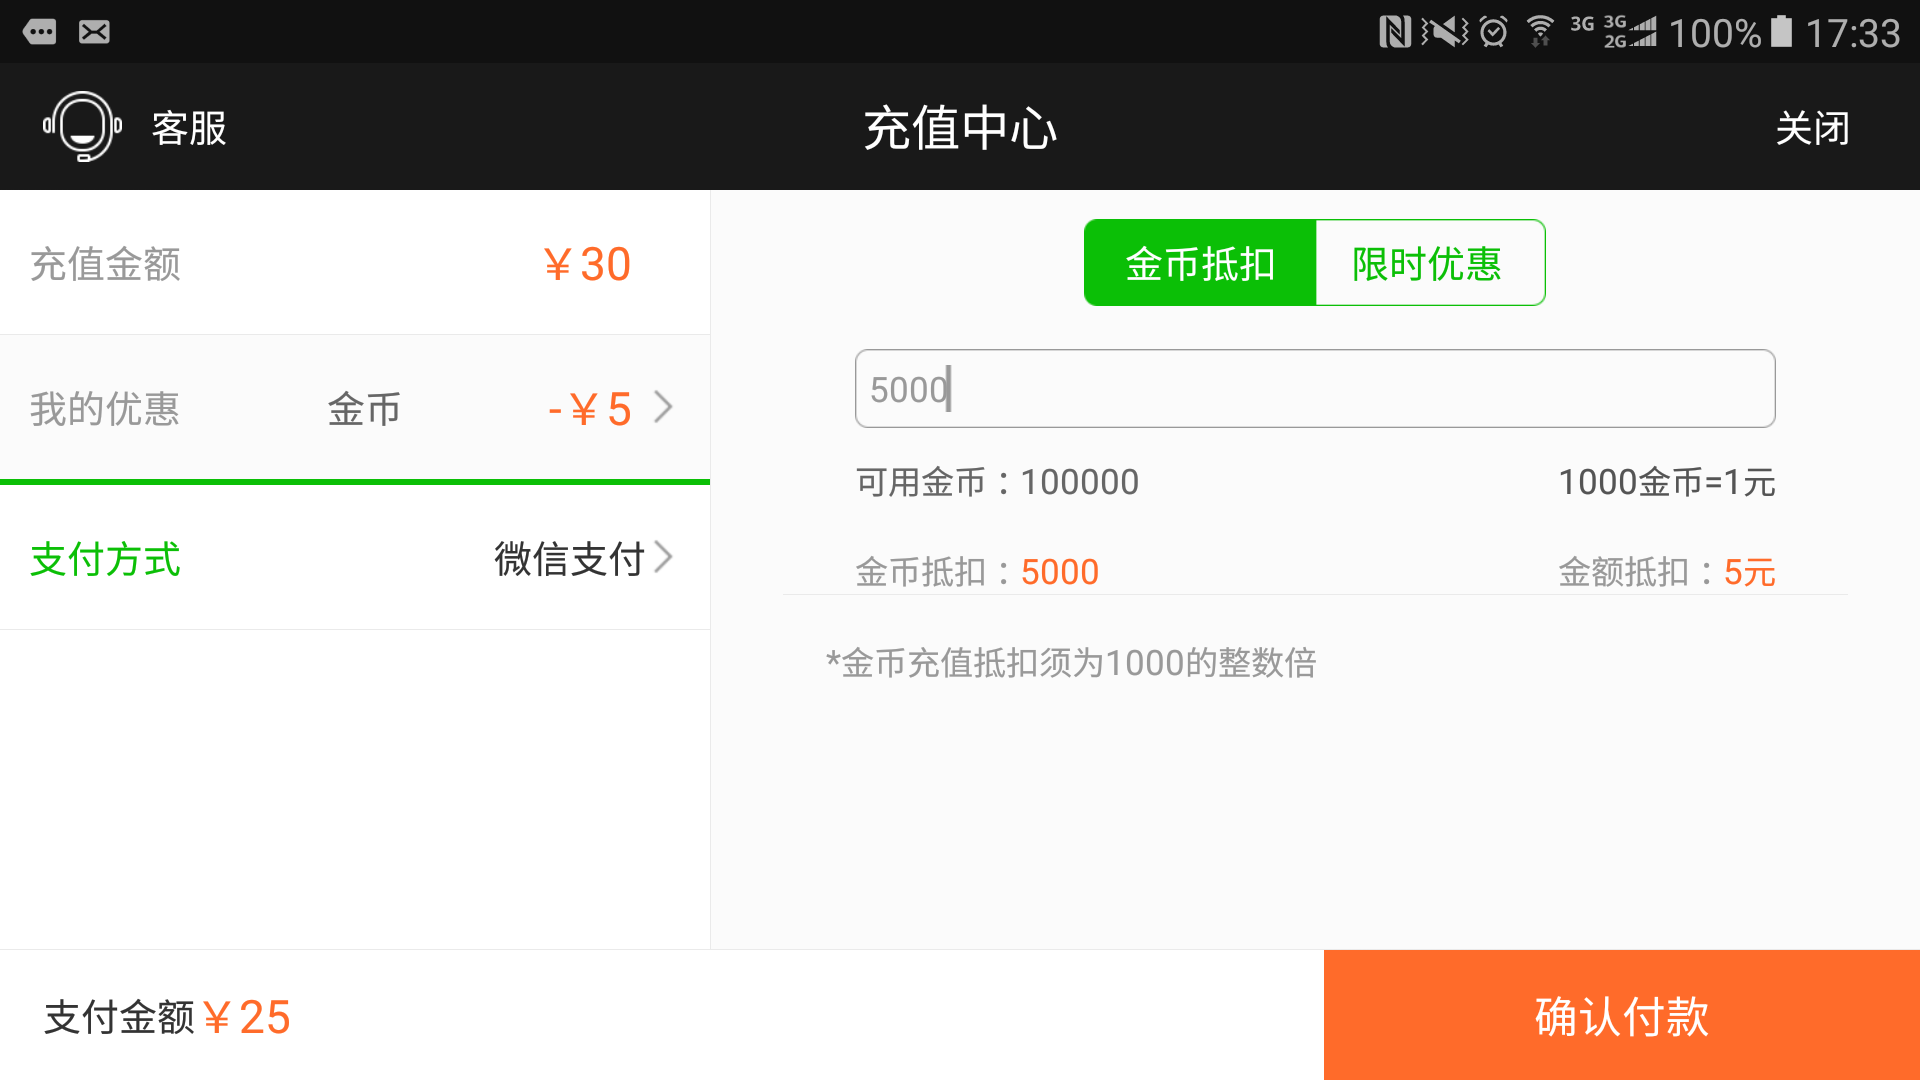 3G 3G 2G 100% 17:33
客服 充值中心 关闭
充值金额 ￥30
我的优惠 金币 -￥5
支付方式 微信支付
金币抵扣 限时优惠
5000
可用金币：100000 1000金币=1元
金币抵扣：5000 金额抵扣：5元
*金币充值抵扣须为1000的整数倍
支付金额￥25 确认付款